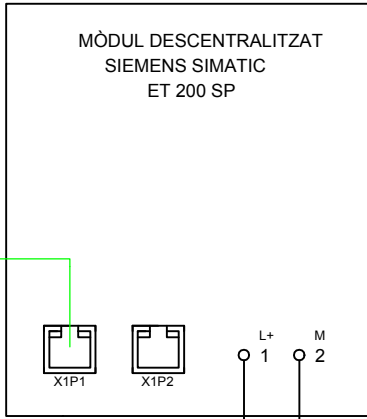 MÒDUL DESCENTRALITZAT
SIEMENS SIMATIC
ET 200 SP
L+ M
1 2
X1P1 X1P2